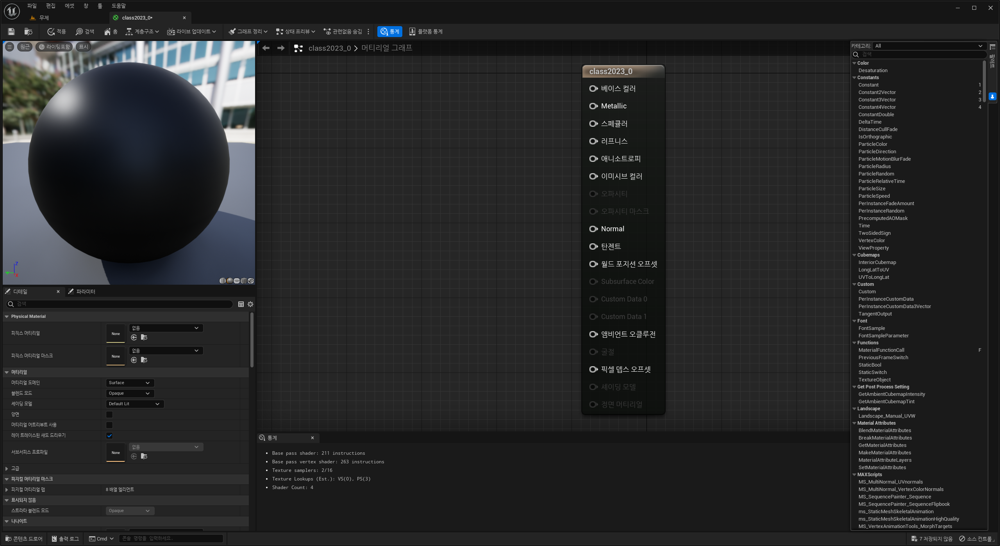 파일 편집 에셋 창 툴 도움말
무제
class2023_0*
적용 검색 홈 계층구조 라이브 업데이트 그래프 정리 상태 프리뷰 관련없음 숨김 통계 플랫폼 통계
원근 라이팅포함 표시
Z
Y
X
class2023_0 > 머티리얼 그래프
class2023_0
베이스 컬러
Metallic
스페큘러
러프니스
애니소트로피
이미시브 컬러
오파시티
오파시티 마스크
Normal
탄젠트
월드 포지션 오프셋
Subsurface Color
Custom Data 0
Custom Data 1
앰비언트 오클루전
굴절
픽셀 뎁스 오프셋
셰이딩 모델
정면 머티리얼
디테일 파라미터
검색
Physical Material
피직스 머티리얼 None 없음
피직스 머티리얼 마스크 None 없음
머티리얼
머티리얼 도메인 Surface
블렌드 모드 Opaque
셰이딩 모델 Default Lit
양면
머티리얼 어트리뷰트 사용
레이 트레이스된 섀도 드리우기
서브서피스 프로파일 None 없음
고급
피지컬 머티리얼 마스크
피지컬 머티리얼 맵 8 배열 엘리먼트
표시되지 않음
스트라타 블렌드 모드 Opaque
나나이트
통계
Base pass shader: 211 instructions
Base pass vertex shader: 263 instructions
Texture samplers: 2/16
Texture Lookups (Est.): VS(0), PS(3)
Shader Count: 4
카테고리: All
검색
팔레트
Color
Desaturation
Constants
Constant 1
Constant2Vector 2
Constant3Vector 3
Constant4Vector 4
ConstantDouble
DeltaTime
DistanceCullFade
IsOrthographic
ParticleColor
ParticleDirection
ParticleMotionBlurFade
ParticleRadius
ParticleRandom
ParticleRelativeTime
ParticleSize
ParticleSpeed
PerInstanceFadeAmount
PerInstanceRandom
PrecomputedAOMask
Time
TwoSidedSign
VertexColor
ViewProperty
Cubemaps
InteriorCubemap
LongLatToUV
UVToLongLat
Custom
Custom
PerInstanceCustomData
PerInstanceCustomData3Vector
TangentOutput
Font
FontSample
FontSampleParameter
Functions
MaterialFunctionCall F
PreviousFrameSwitch
StaticBool
StaticSwitch
TextureObject
Get Post Process Setting
GetAmbientCubemapIntensity
GetAmbientCubemapTint
Landscape
Landscape_Manual_UVW
Material Attributes
BlendMaterialAttributes
BreakMaterialAttributes
GetMaterialAttributes
MakeMaterialAttributes
MaterialAttributeLayers
SetMaterialAttributes
MAXScripts
MS_MultiNormal_UVnormals
MS_MultiNormal_VertexColorNormals
MS_SequencePainter_Sequence
MS_SequencePainter_SequenceFlipbook
ms_StaticMeshSkeletalAnimation
ms_StaticMeshSkeletalAnimationHighQuality
MS_VertexAnimationTools_MorphTargets
콘텐츠 드로어 출력 로그 Cmd 콘솔 명령을 입력하세요. 7 저장되지 않음 소스 컨트롤